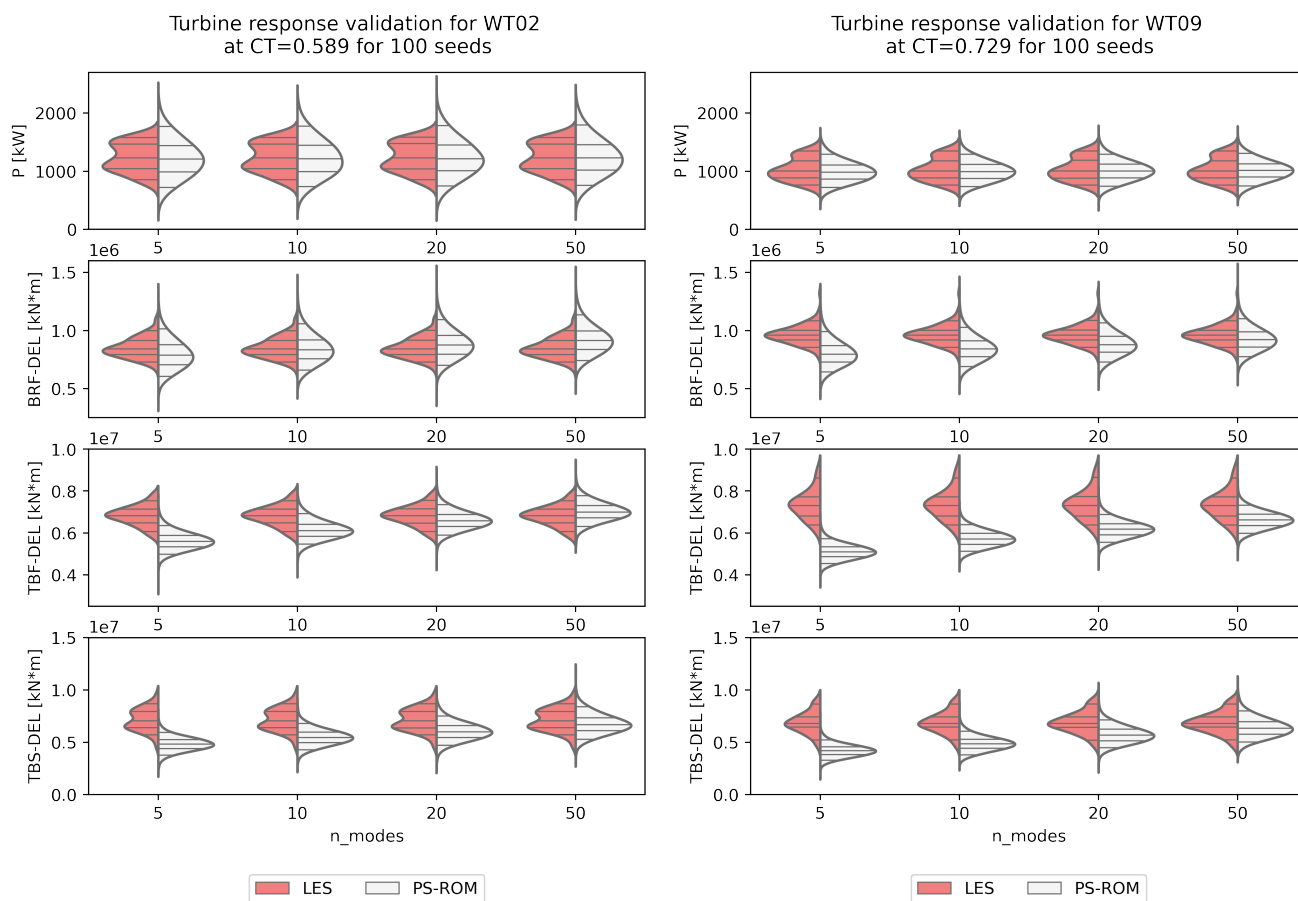 Turbine response validation for WT02
at CT=0.589 for 100 seeds
P [kW]
2000
1000
0
5 10 20 50
1e6
BRF-DEL [kN*m]
1.5
1.0
0.5
5 10 20 50
1e7
TBF-DEL [kN*m]
1.0
0.8
0.6
0.4
5 10 20 50
1e7
TBS-DEL [kN*m]
1.5
1.0
0.5
0.0
5 10 20 50
n_modes
LES PS-ROM
Turbine response validation for WT09
at CT=0.729 for 100 seeds
P [kW]
2000
1000
0
5 10 20 50
1e6
BRF-DEL [kN*m]
1.5
1.0
0.5
5 10 20 50
1e7
TBF-DEL [kN*m]
1.0
0.8
0.6
0.4
5 10 20 50
1e7
TBS-DEL [kN*m]
1.5
1.0
0.5
0.0
5 10 20 50
n_modes
LES PS-ROM